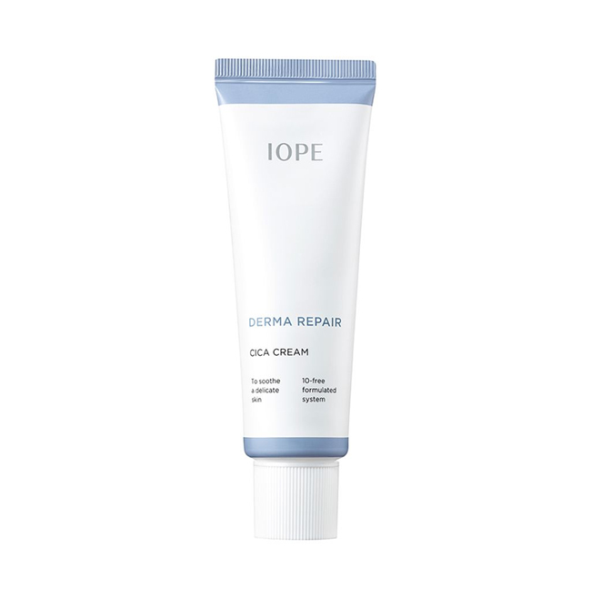 IOPE
DERMA REPAIR
CICA CREAM
To soothe
a delicate
skin
10-free
formulated
system